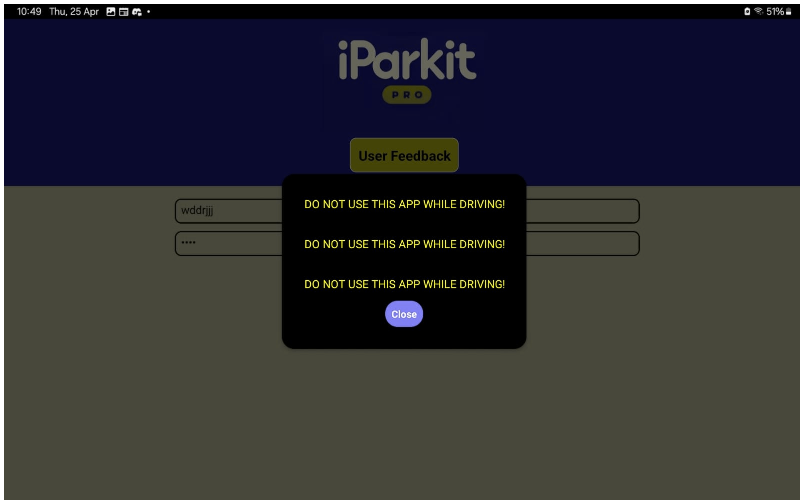 10:49 Thu, 25 Apr • 51%
iParkit
PRO
User Feedback
wddrjjj
••••
DO NOT USE THIS APP WHILE DRIVING!
DO NOT USE THIS APP WHILE DRIVING!
DO NOT USE THIS APP WHILE DRIVING!
Close